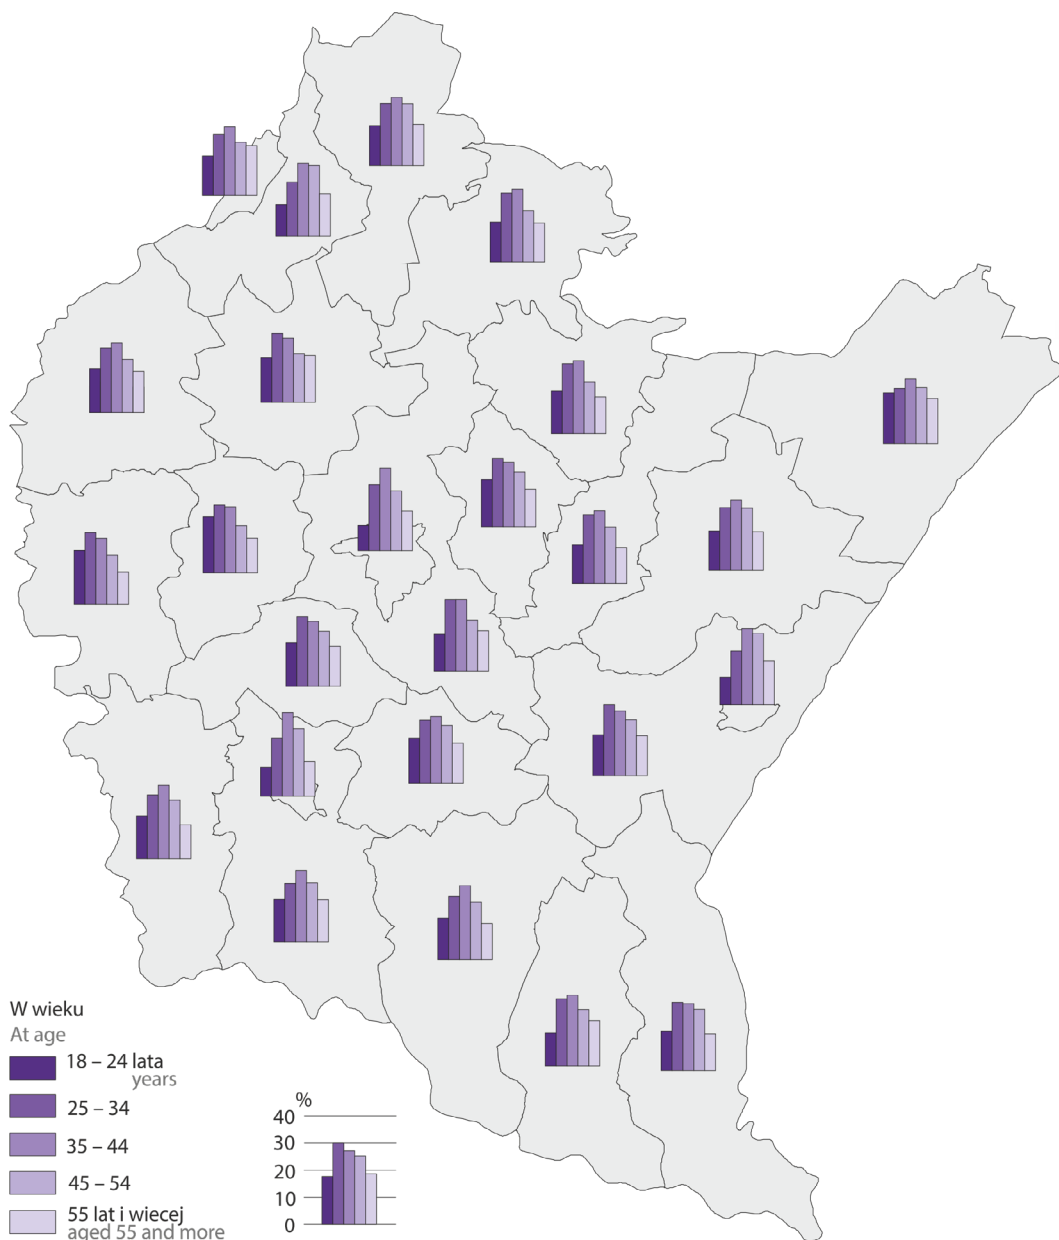 W wieku
At age
18 – 24 lata
years
25 – 34
35 – 44
45 – 54
55 lat i wiecej
aged 55 and more
%
40
30
20
10
0